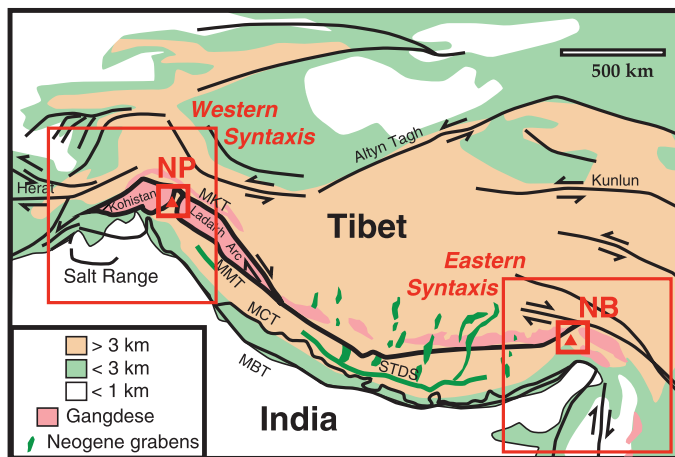 500 km
Western
Syntaxis
Altyn Tagh
NP
Herat
Kunlun
MKT
Kohistan
Ladakh Arc
Tibet
Salt Range
MMT
Eastern
Syntaxis
NB
MCT
STDS
MBT
India
> 3 km
< 3 km
< 1 km
Gangdese
Neogene grabens